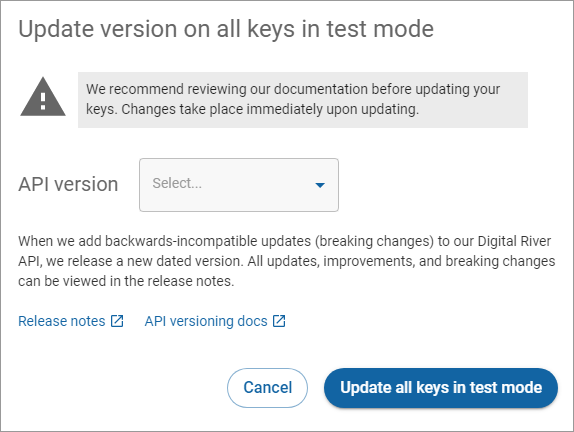 Update version on all keys in test mode
We recommend reviewing our documentation before updating your
keys. Changes take place immediately upon updating.
API version
Select...
When we add backwards-incompatible updates (breaking changes) to our Digital River
API, we release a new dated version. All updates, improvements, and breaking changes
can be viewed in the release notes.
Release notes
API versioning docs
Cancel
Update all keys in test mode